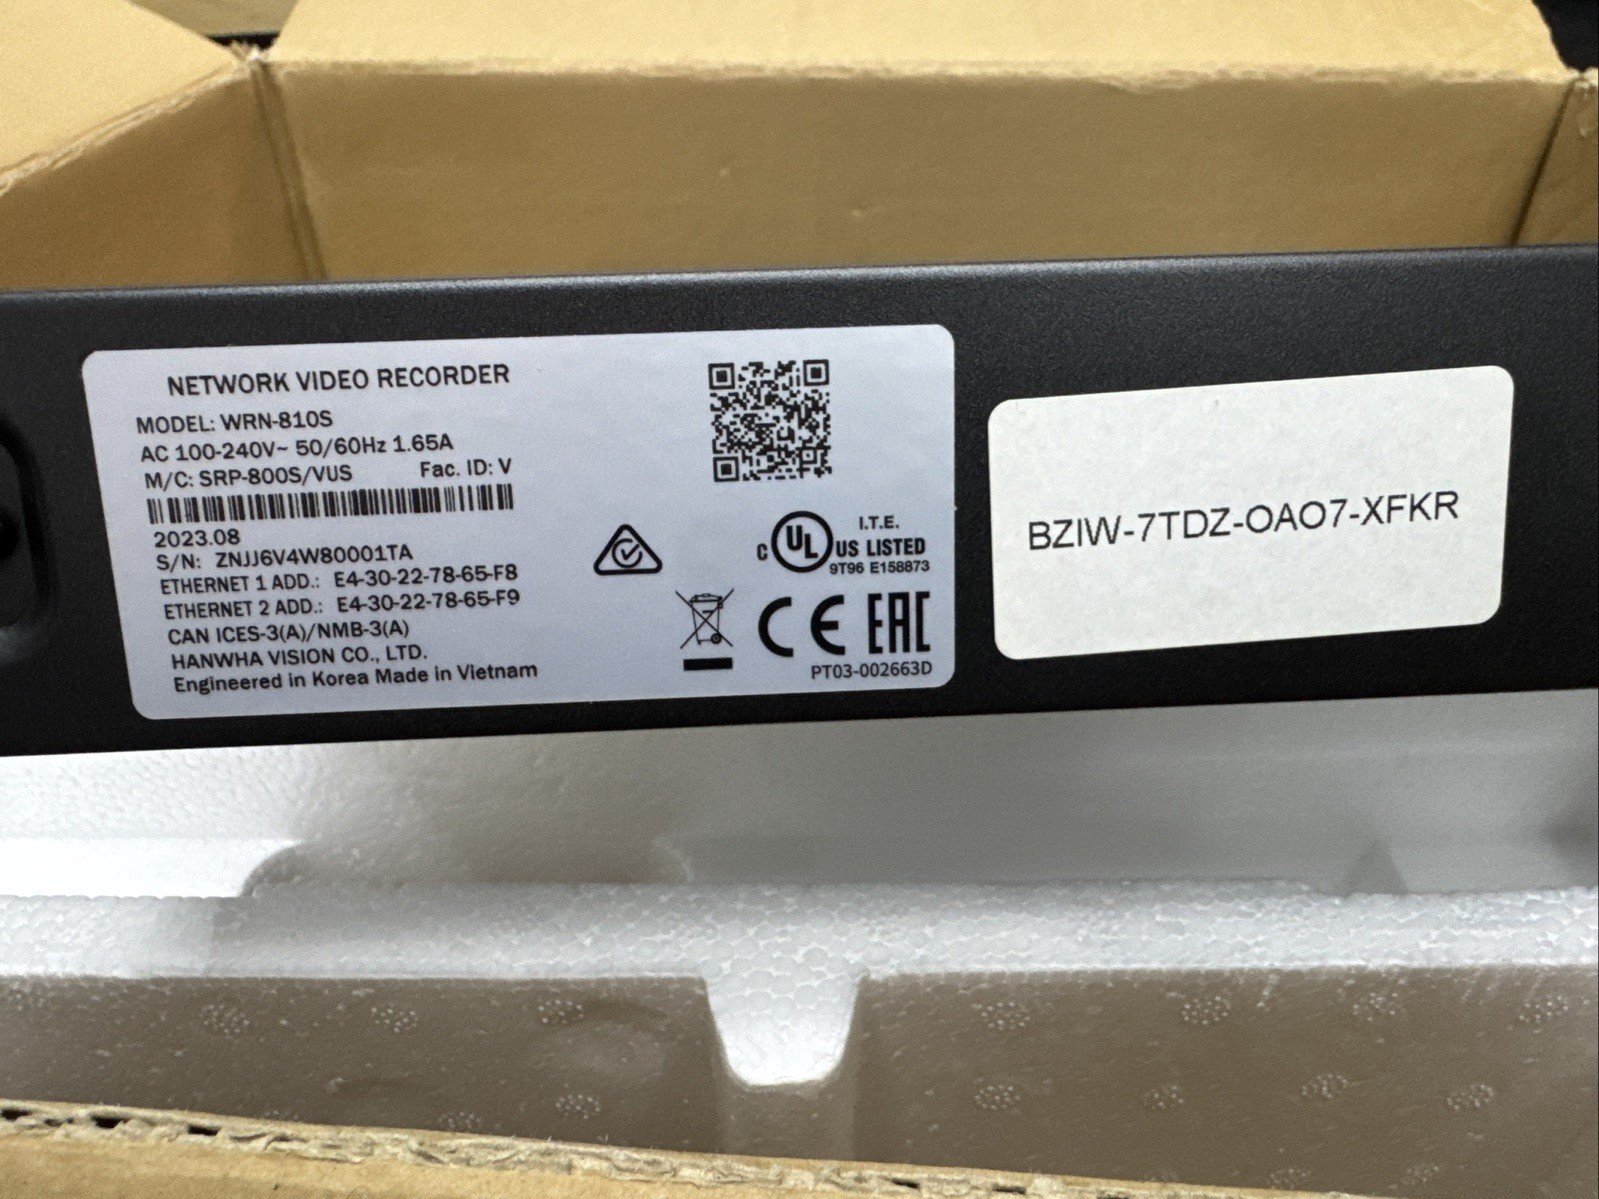 NETWORK VIDEO RECORDER
MODEL: WRN-810S
AC 100-240V~ 50/60Hz 1.65A
M/C: SRP-800S/VUS Fac. ID: V
2023.08
S/N: ZNJJ6V4W80001TA
ETHERNET 1 ADD.: E4-30-22-78-65-F8
ETHERNET 2 ADD.: E4-30-22-78-65-F9
CAN ICES-3(A)/NMB-3(A)
HANWHA VISION CO., LTD.
Engineered in Korea Made in Vietnam
I.T.E.
C UL US LISTED
9T96 E158873
CE EAC
PT03-002663D
BZIW-7TDZ-OAO7-XFKR